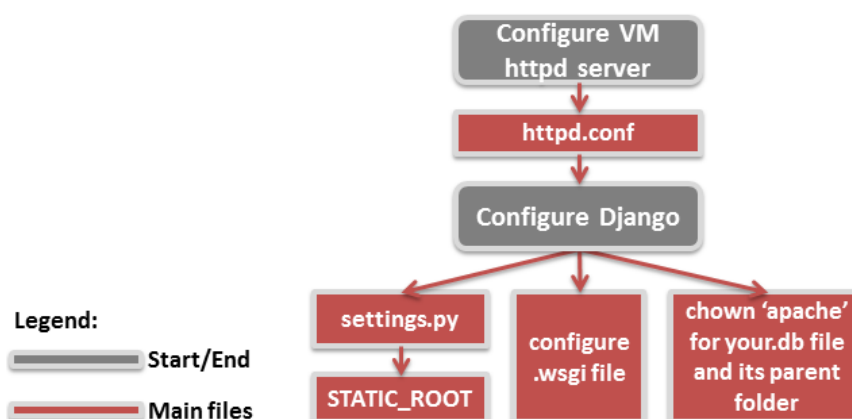 Configure VM
httpd server
httpd.conf
Configure Django
settings.py
STATIC_ROOT
configure
.wsgi file
chown ‘apache’
for your.db file
and its parent
folder
Legend:
Start/End
Main files